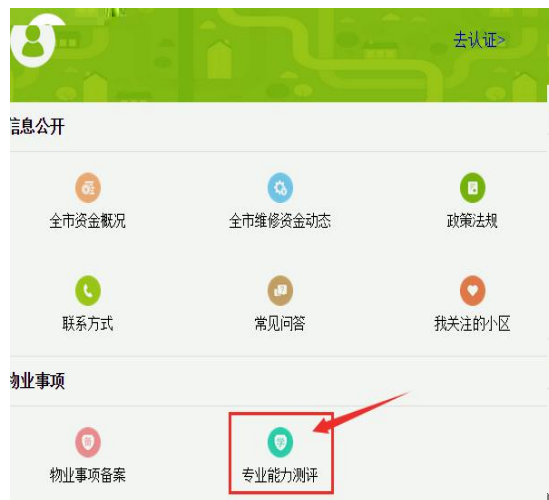 去认证>
信息公开
全市资金概况 全市维修资金动态 政策法规
联系方式 常见问答 我关注的小区
物业事项
物业事项备案 专业能力测评